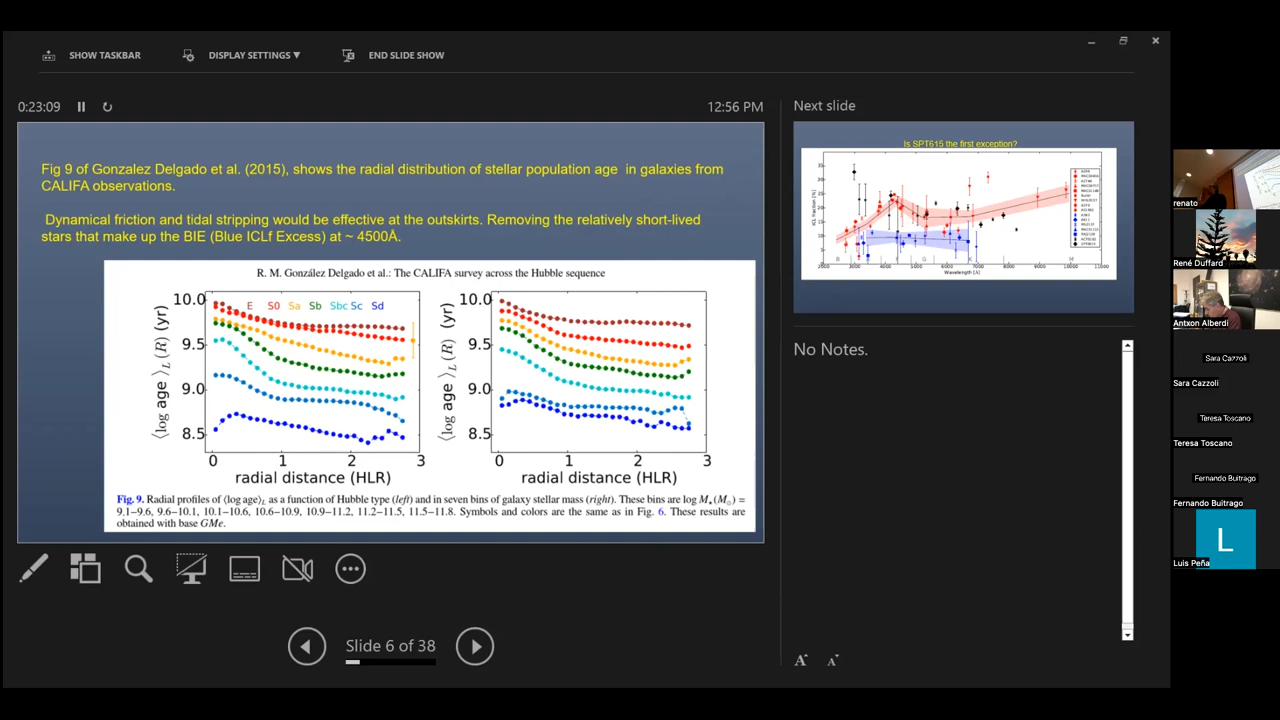 SHOW TASKBAR
DISPLAY SETTINGS ▼
END SLIDE SHOW
0:23:09
12:56 PM
Fig 9 of Gonzalez Delgado et al. (2015), shows the radial distribution of stellar population age in galaxies from
CALIFA observations.
Dynamical friction and tidal stripping would be effective at the outskirts. Removing the relatively short-lived
stars that make up the BIE (Blue ICLf Excess) at ~ 4500Å.
R. M. González Delgado et al.: The CALIFA survey across the Hubble sequence
10.0
9.5
9.0
8.5
⟨log age⟩L (R) (yr)
E S0 Sa Sb Sbc Sc Sd
0 1 2 3
radial distance (HLR)
10.0
9.5
9.0
8.5
⟨log age⟩L (R) (yr)
0 1 2 3
radial distance (HLR)
Fig. 9. Radial profiles of ⟨log age⟩L as a function of Hubble type (left) and in seven bins of galaxy stellar mass (right). These bins are log M⋆(M⊙) =
9.1–9.6, 9.6–10.1, 10.1–10.6, 10.6–10.9, 10.9–11.2, 11.2–11.5, 11.5–11.8. Symbols and colors are the same as in Fig. 6. These results are
obtained with base GMe.
Slide 6 of 38
Next slide
Is SPT615 the first exception?
Wavelength [Å]
No Notes.
A A
renato
René Duffard
Antxon Alberdi
Sara Cazzoli
Sara Cazzoli
Teresa Toscano
Teresa Toscano
Fernando Buitrago
Fernando Buitrago
L
Luis Peña